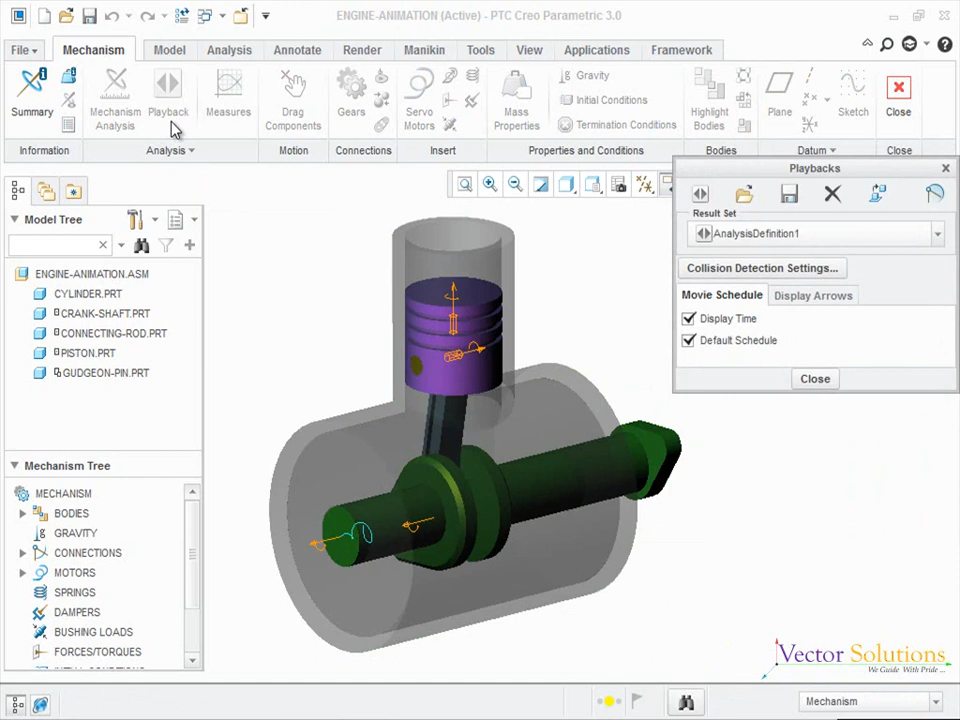 ENGINE-ANIMATION (Active) - PTC Creo Parametric 3.0
File
Mechanism
Model
Analysis
Annotate
Render
Manikin
Tools
View
Applications
Framework
Summary
Mechanism Analysis
Playback
Measures
Drag Components
Gears
Servo Motors
Mass Properties
Gravity
Initial Conditions
Termination Conditions
Highlight Bodies
Plane
Sketch
Close
Information
Analysis
Motion
Connections
Insert
Properties and Conditions
Bodies
Datum
Close
Playbacks
Result Set
AnalysisDefinition1
Collision Detection Settings...
Movie Schedule
Display Arrows
Display Time
Default Schedule
Close
Model Tree
ENGINE-ANIMATION.ASM
CYLINDER.PRT
CRANK-SHAFT.PRT
CONNECTING-ROD.PRT
PISTON.PRT
GUDGEON-PIN.PRT
Mechanism Tree
MECHANISM
BODIES
GRAVITY
CONNECTIONS
MOTORS
SPRINGS
DAMPERS
BUSHING LOADS
FORCES/TORQUES
Vector Solutions
We Guide With Pride ...
Mechanism